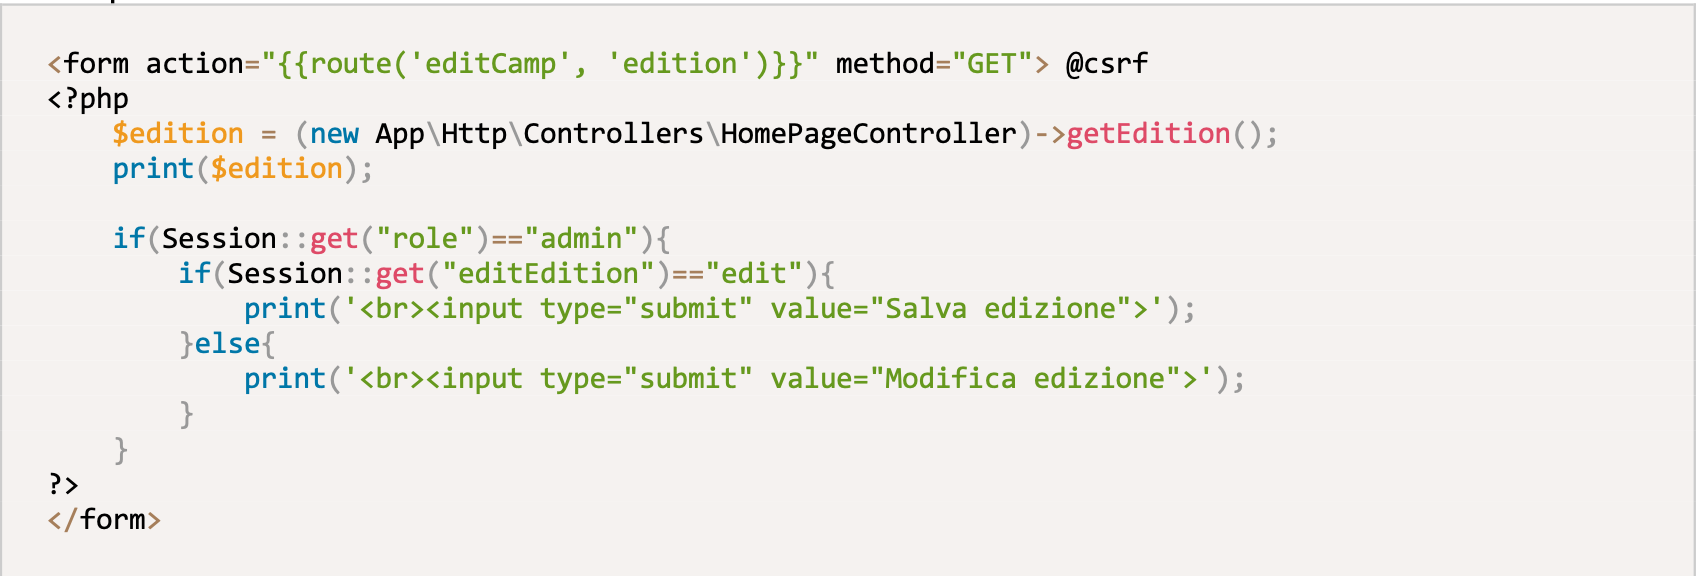 <form action="{{route('editCamp', 'edition')}}" method="GET"> @csrf
<?php
    $edition = (new App\Http\Controllers\HomePageController)->getEdition();
    print($edition);

    if(Session::get("role")=="admin"){
        if(Session::get("editEdition")=="edit"){
            print('<br><input type="submit" value="Salva edizione">');
        }else{
            print('<br><input type="submit" value="Modifica edizione">');
        }
    }
?>
</form>